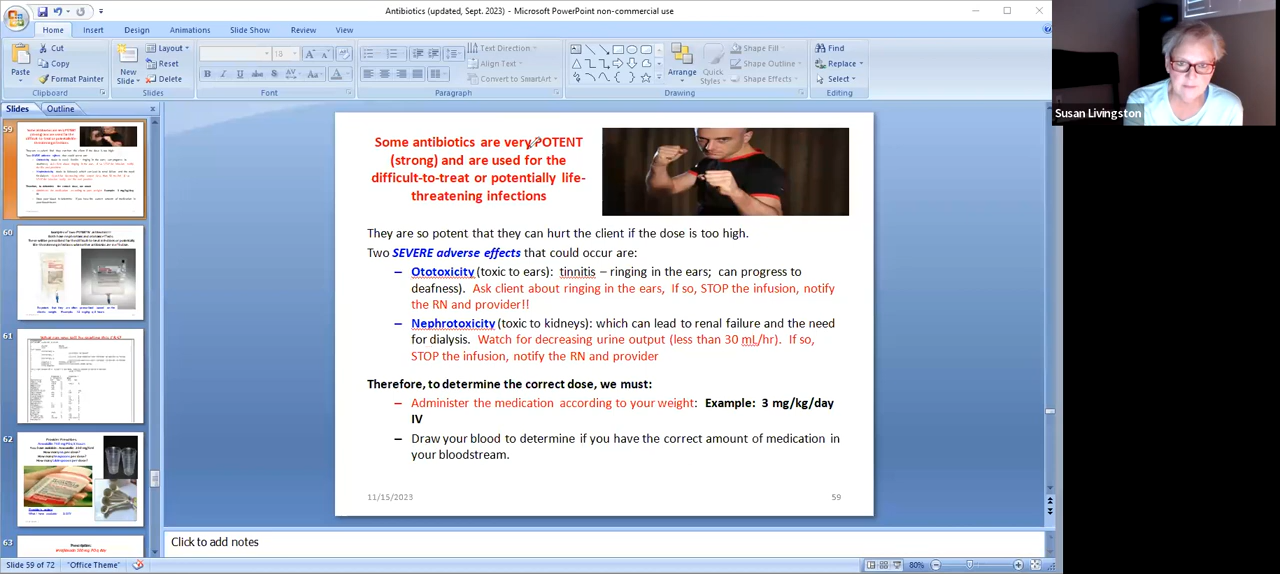 Antibiotics (updated, Sept. 2023) - Microsoft PowerPoint non-commercial use
Home Insert Design Animations Slide Show Review View
Cut
Copy
Format Painter
Paste
Clipboard
New
Slide
Layout
Reset
Delete
Slides
18
Font
Paragraph
Text Direction
Align Text
Convert to SmartArt
Arrange
Quick
Styles
Shape Fill
Shape Outline
Shape Effects
Drawing
Find
Replace
Select
Editing
Susan Livingston
Slides Outline
59
60
61
62
63
Some antibiotics are very POTENT
(strong) and are used for the
difficult-to-treat or potentially life-
threatening infections
They are so potent that they can hurt the client if the dose is too high.
Two SEVERE adverse effects that could occur are:
– Ototoxicity (toxic to ears): tinnitis – ringing in the ears; can progress to
deafness). Ask client about ringing in the ears, If so, STOP the infusion, notify
the RN and provider!!
– Nephrotoxicity (toxic to kidneys): which can lead to renal failure and the need
for dialysis. Watch for decreasing urine output (less than 30 mL/hr). If so,
STOP the infusion, notify the RN and provider
Therefore, to determine the correct dose, we must:
– Administer the medication according to your weight: Example: 3 mg/kg/day
IV
– Draw your blood to determine if you have the correct amount of medication in
your bloodstream.
11/15/2023 59
Click to add notes
Slide 59 of 72 "Office Theme" 80%